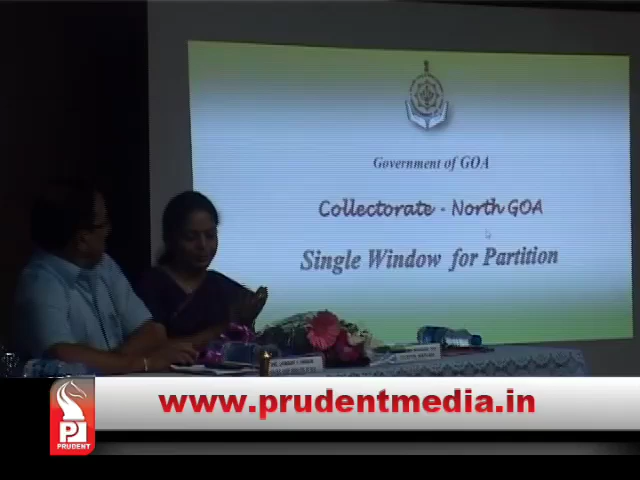 Government of GOA
Collectorate - North GOA
Single Window for Partition
www.prudentmedia.in
PRUDENT